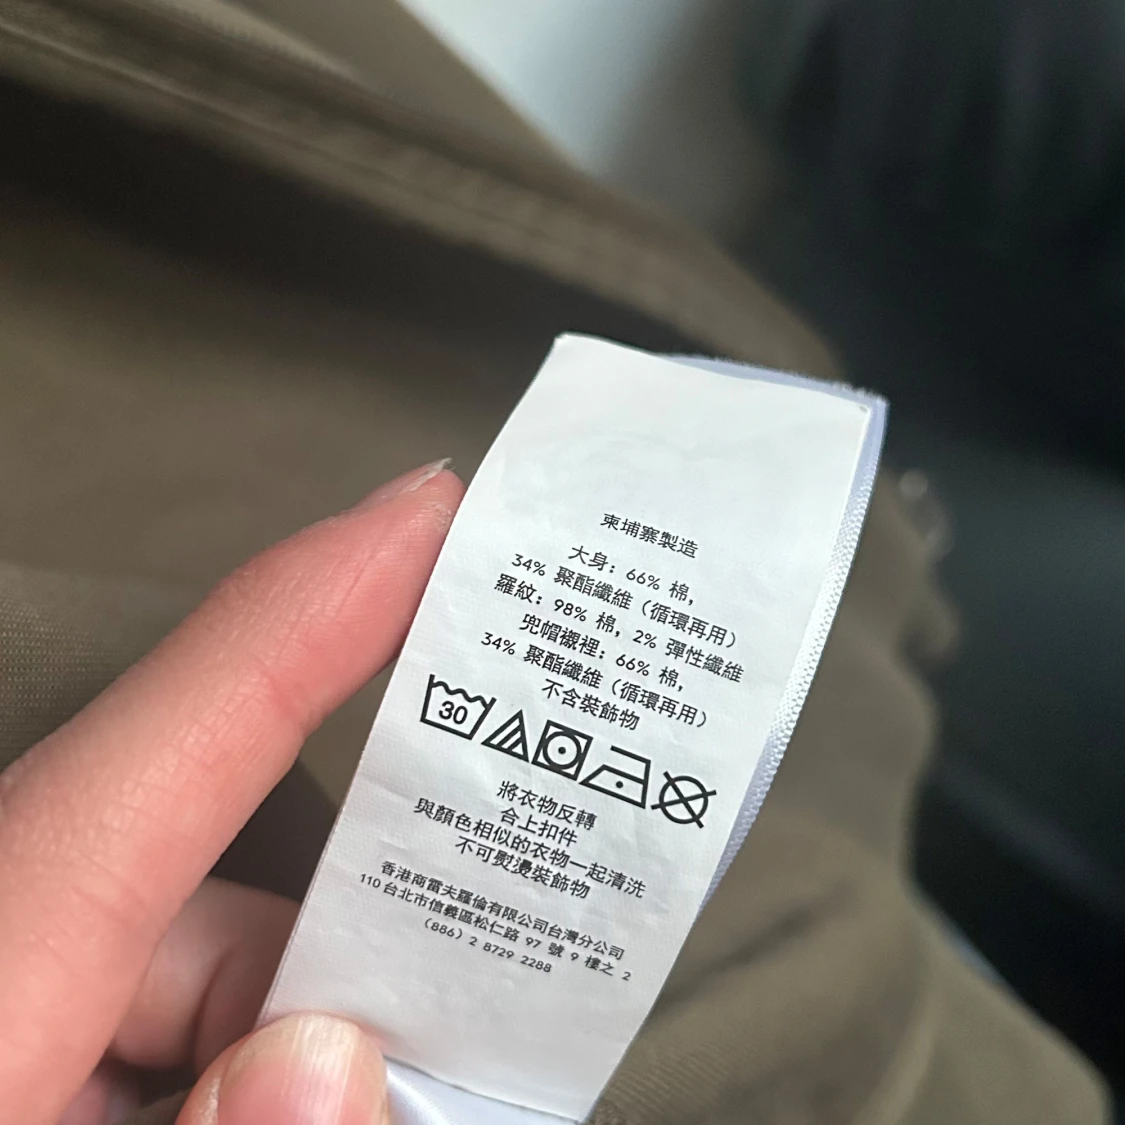 柬埔寨製造
大身：66% 棉，
34% 聚酯纖維（循環再用）
羅紋：98% 棉，2% 彈性纖維
兜帽襯裡：66% 棉，
34% 聚酯纖維（循環再用）
不含裝飾物
30
將衣物反轉
合上扣件
與顏色相似的衣物一起清洗
不可熨燙裝飾物
香港商雷夫羅倫有限公司台灣分公司
110 台北市信義區松仁路 97 號 9 樓之 2
（886）2 8729 2288